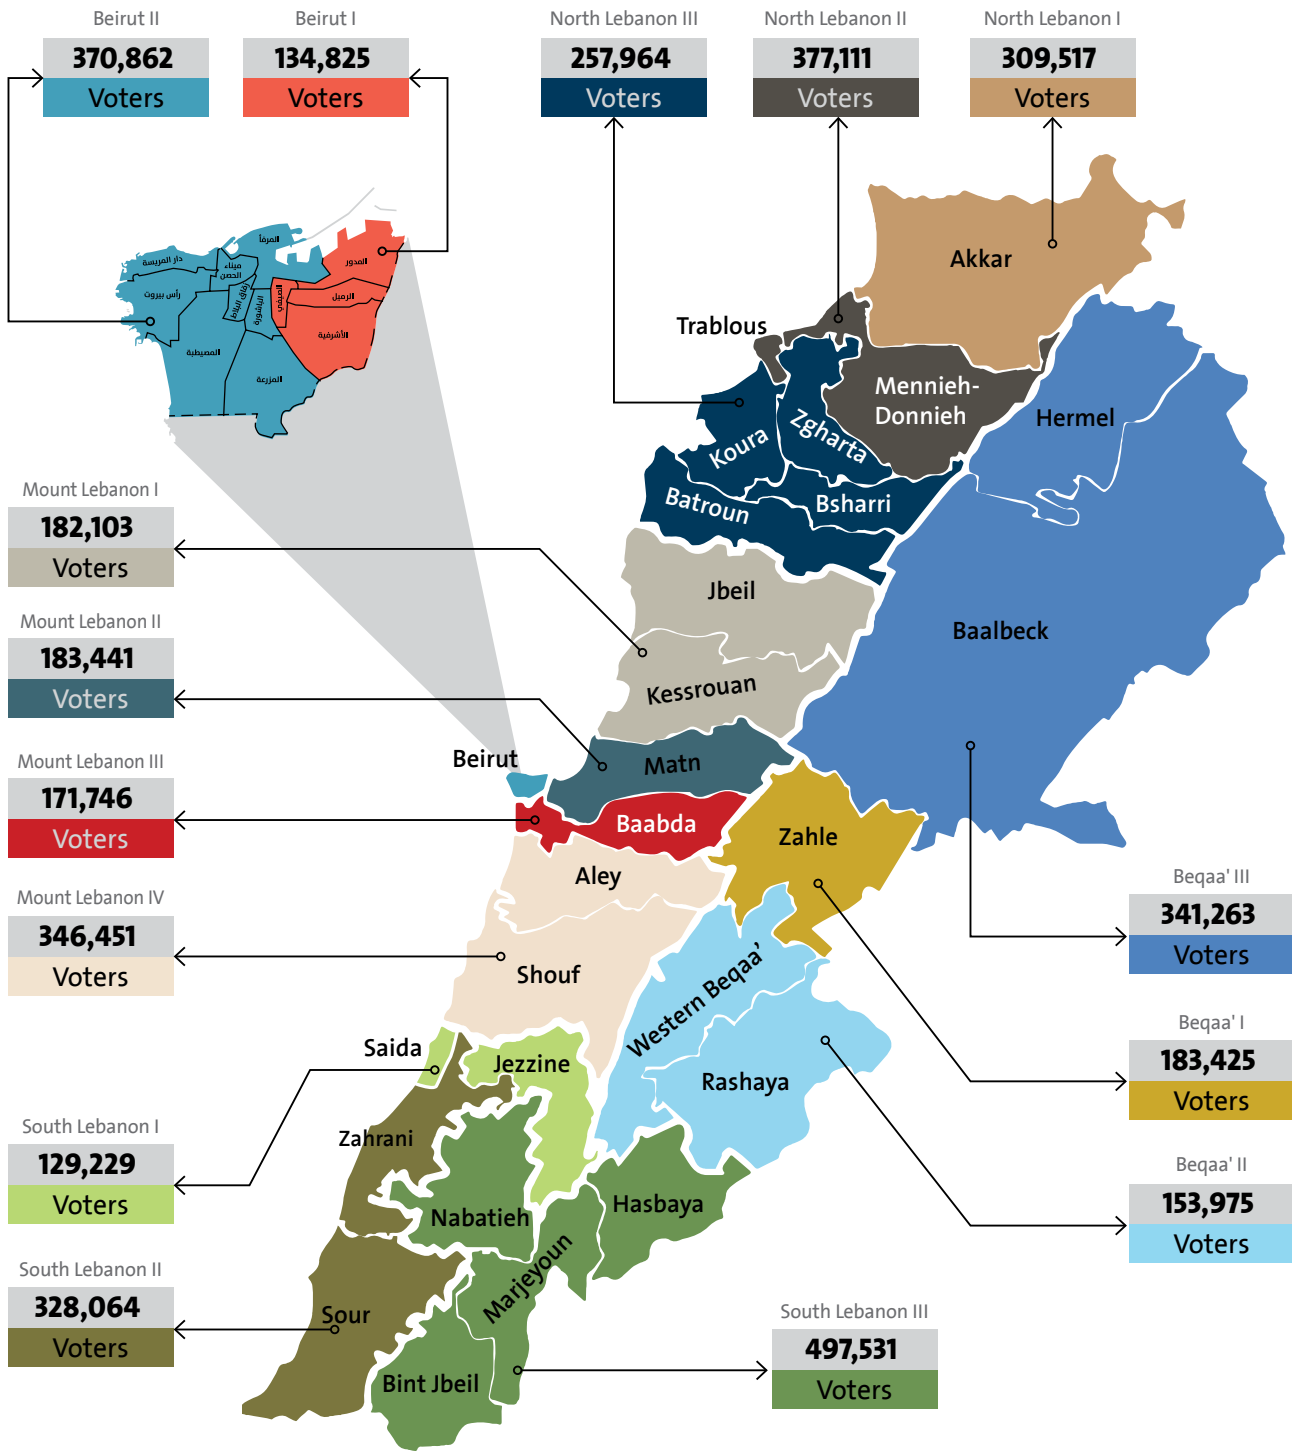 Beirut II
370,862
Voters
Beirut I
134,825
Voters
North Lebanon III
257,964
Voters
North Lebanon II
377,111
Voters
North Lebanon I
309,517
Voters
المرفأ
دار المريسة
ميناء
الحصن
المدور
رأس بيروت
زقاق البلاط
الباشورة
الصيفي
الرميل
الأشرفية
المصيطبة
المزرعة
Akkar
Trablous
Mennieh-
Donnieh
Hermel
Koura
Zgharta
Batroun
Bsharri
Mount Lebanon I
182,103
Voters
Jbeil
Baalbeck
Mount Lebanon II
183,441
Voters
Kessrouan
Mount Lebanon III
171,746
Voters
Beirut
Matn
Baabda
Zahle
Mount Lebanon IV
346,451
Voters
Aley
Shouf
Beqaa' III
341,263
Voters
Western Beqaa'
Beqaa' I
183,425
Voters
Saida
Jezzine
Rashaya
South Lebanon I
129,229
Voters
Zahrani
Beqaa' II
153,975
Voters
Nabatieh
Hasbaya
South Lebanon II
328,064
Voters
Marjeyoun
Sour
South Lebanon III
497,531
Voters
Bint Jbeil